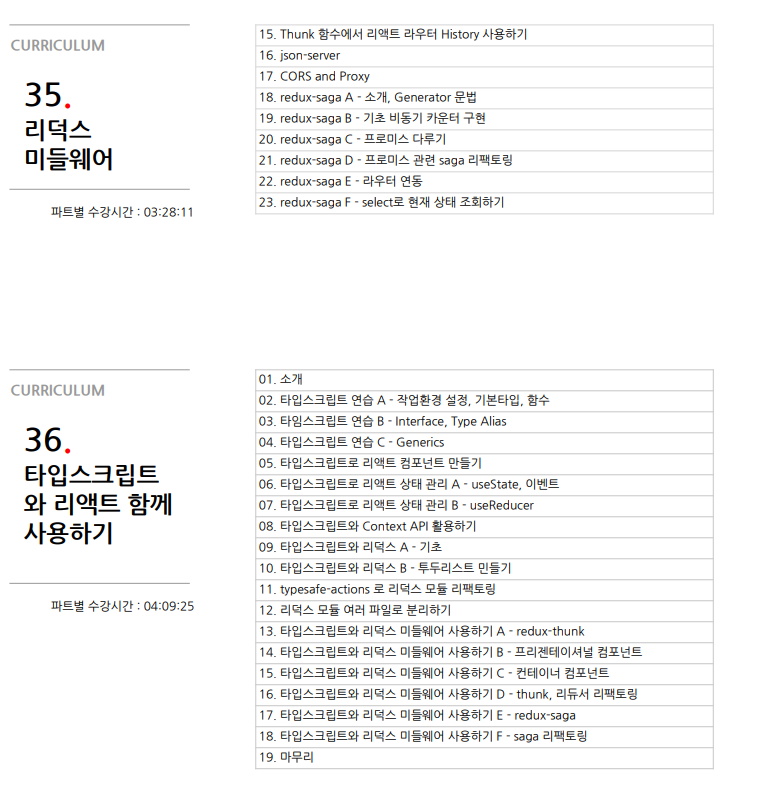 CURRICULUM
35.
리덕스
미들웨어
파트별 수강시간 : 03:28:11
15. Thunk 함수에서 리액트 라우터 History 사용하기
16. json-server
17. CORS and Proxy
18. redux-saga A - 소개, Generator 문법
19. redux-saga B - 기초 비동기 카운터 구현
20. redux-saga C - 프로미스 다루기
21. redux-saga D - 프로미스 관련 saga 리팩토링
22. redux-saga E - 라우터 연동
23. redux-saga F - select로 현재 상태 조회하기
CURRICULUM
36.
타입스크립트
와 리액트 함께
사용하기
파트별 수강시간 : 04:09:25
01. 소개
02. 타입스크립트 연습 A - 작업환경 설정, 기본타입, 함수
03. 타임스크립트 연습 B - Interface, Type Alias
04. 타입스크립트 연습 C - Generics
05. 타입스크립트로 리액트 컴포넌트 만들기
06. 타입스크립트로 리액트 상태 관리 A - useState, 이벤트
07. 타입스크립트로 리액트 상태 관리 B - useReducer
08. 타입스크립트와 Context API 활용하기
09. 타입스크립트와 리덕스 A - 기초
10. 타입스크립트와 리덕스 B - 투두리스트 민들기
11. typesafe-actions 로 리덕스 모듈 리팩토링
12. 리덕스 모듈 여러 파일로 분리하기
13. 타입스크립트와 리덕스 미들웨어 사용하기 A - redux-thunk
14. 타입스크립트와 리덕스 미들웨어 사용하기 B - 프리젠테이셔널 컴포넌트
15. 타입스크립트와 리덕스 미들웨어 사용하기 C - 컨테이너 컴포넌트
16. 타입스크립트와 리덕스 미들웨어 사용하기 D - thunk, 리듀서 리팩토링
17. 타입스크립트와 리덕스 미들웨어 사용하기 E - redux-saga
18. 타입스크립트와 리덕스 미들웨어 사용하기 F - saga 리팩토링
19. 마무리